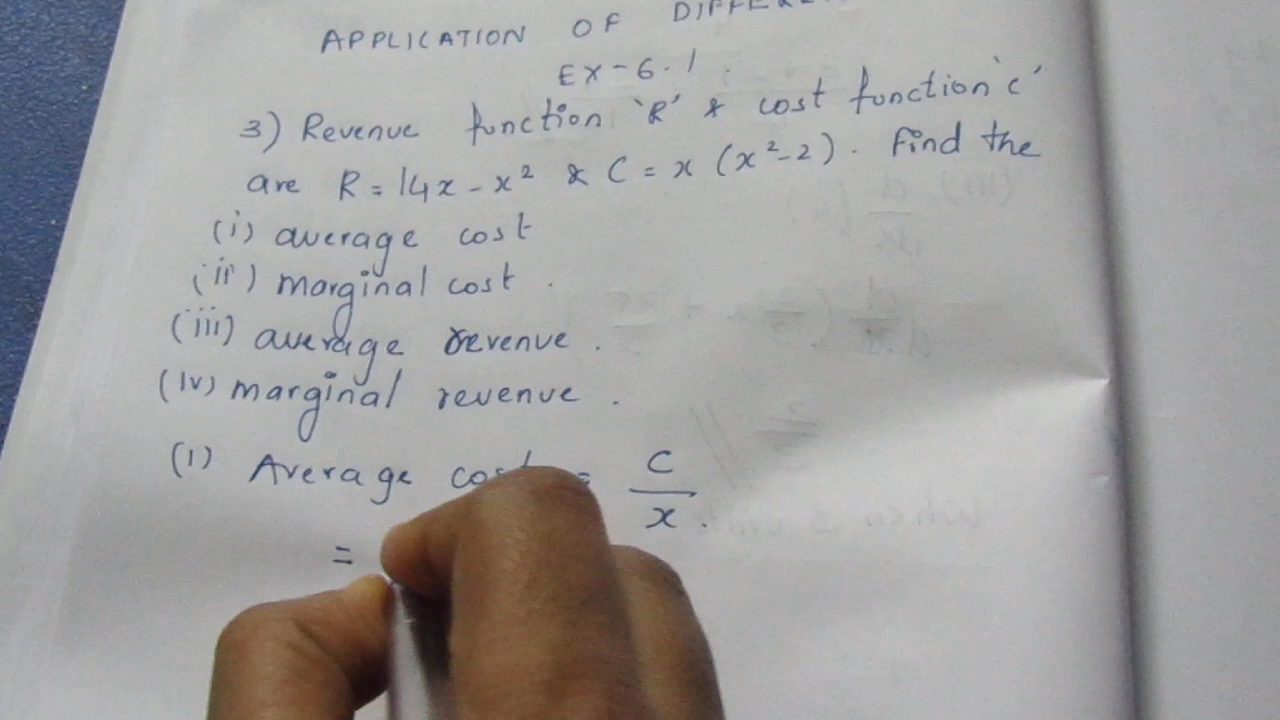 APPLICATION OF
EX-6.1.
3) Revenue function 'R' & cost function 'c'
are R = 14x - x² & C = x (x²-2). Find the
(i) average cost
(ii) marginal cost.
(iii) average revenue.
(iv) marginal revenue.
(1) Average cost = C/x.
=